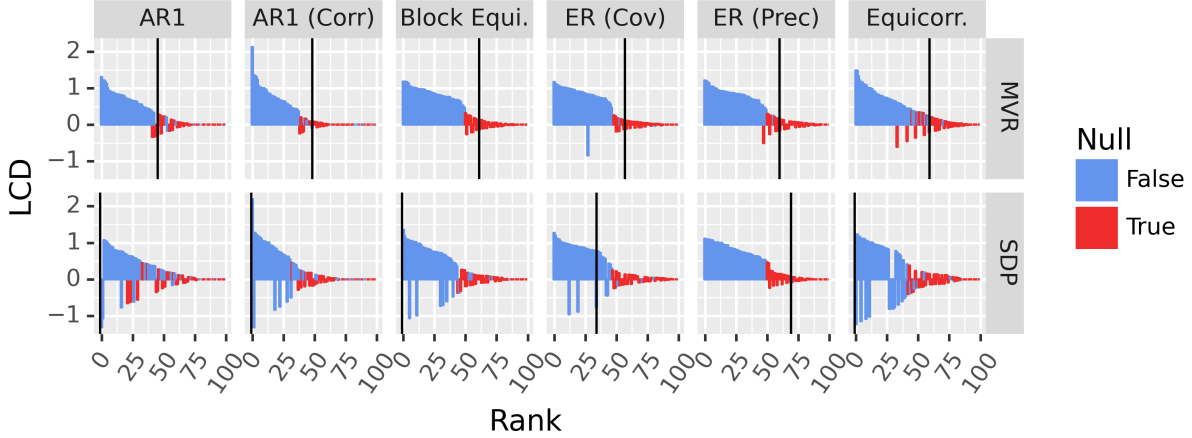 AR1 AR1 (Corr) Block Equi. ER (Cov) ER (Prec) Equicorr.
2
1
0
−1
MVR
2
1
0
−1
SDP
LCD
0 25 50 75 100 0 25 50 75 100 0 25 50 75 100 0 25 50 75 100 0 25 50 75 100 0 25 50 75 100
Rank
Null
False
True